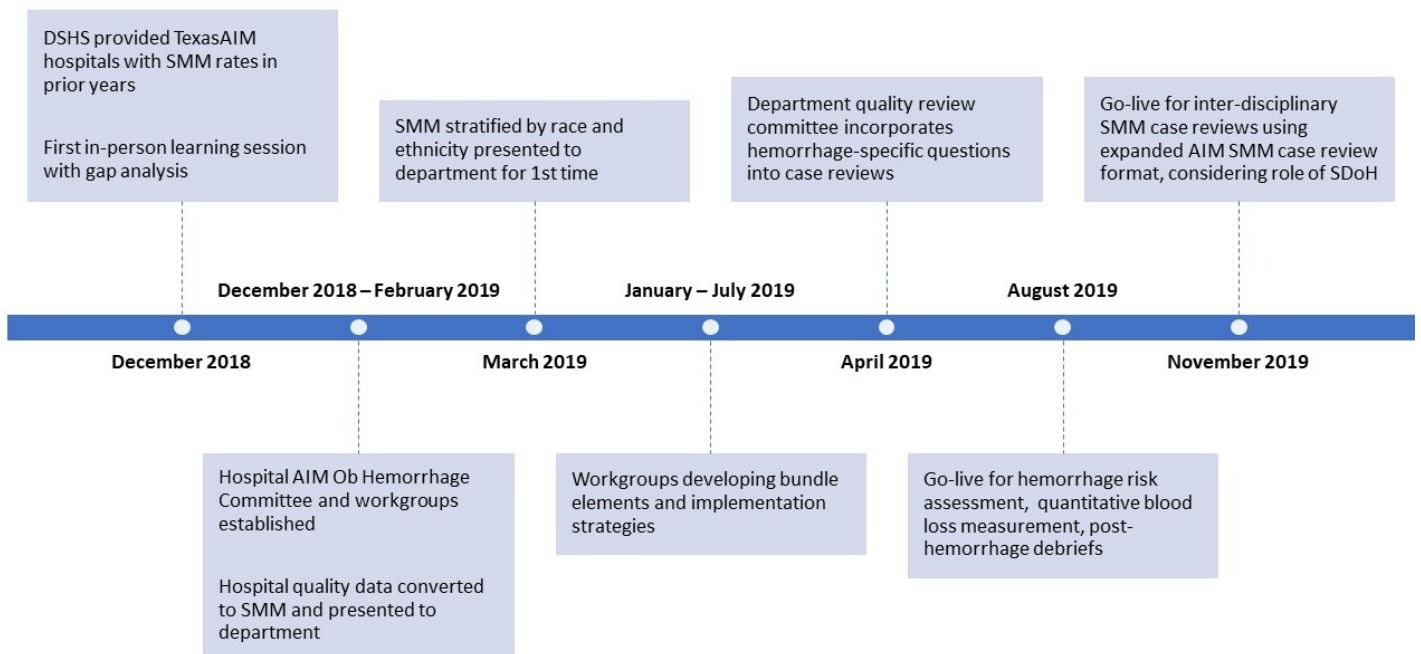 DSHS provided TexasAIM
hospitals with SMM rates in
prior years
First in-person learning session
with gap analysis
SMM stratified by race and
ethnicity presented to
department for 1st time
Department quality review
committee incorporates
hemorrhage-specific questions
into case reviews
Go-live for inter-disciplinary
SMM case reviews using
expanded AIM SMM case review
format, considering role of SDoH
December 2018 – February 2019
January – July 2019
August 2019
December 2018
March 2019
April 2019
November 2019
Hospital AIM Ob Hemorrhage
Committee and workgroups
established
Hospital quality data converted
to SMM and presented to
department
Workgroups developing bundle
elements and implementation
strategies
Go-live for hemorrhage risk
assessment, quantitative blood
loss measurement, post-
hemorrhage debriefs